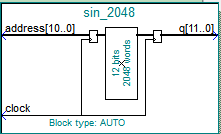 sin_2048
address[10..0]
q[11..0]
12 bits
2048 words
clock
Block type: AUTO